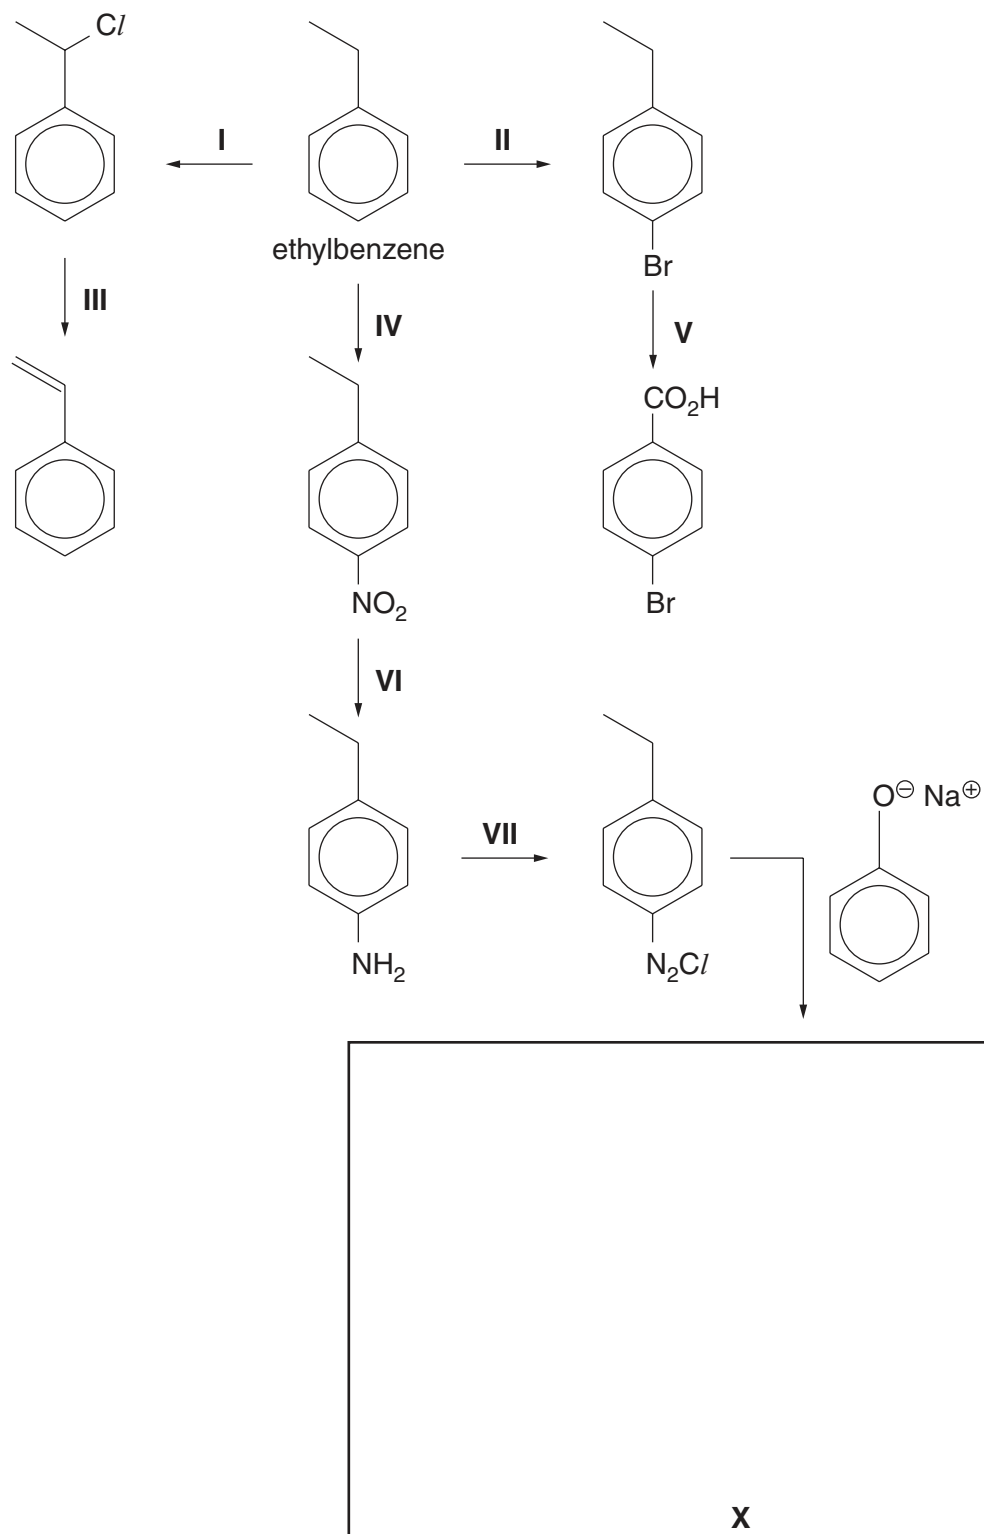 Cl
I
II
ethylbenzene
Br
III
IV
V
CO₂H
NO₂
Br
VI
O⊖ Na⊕
VII
NH₂
N₂Cl
X